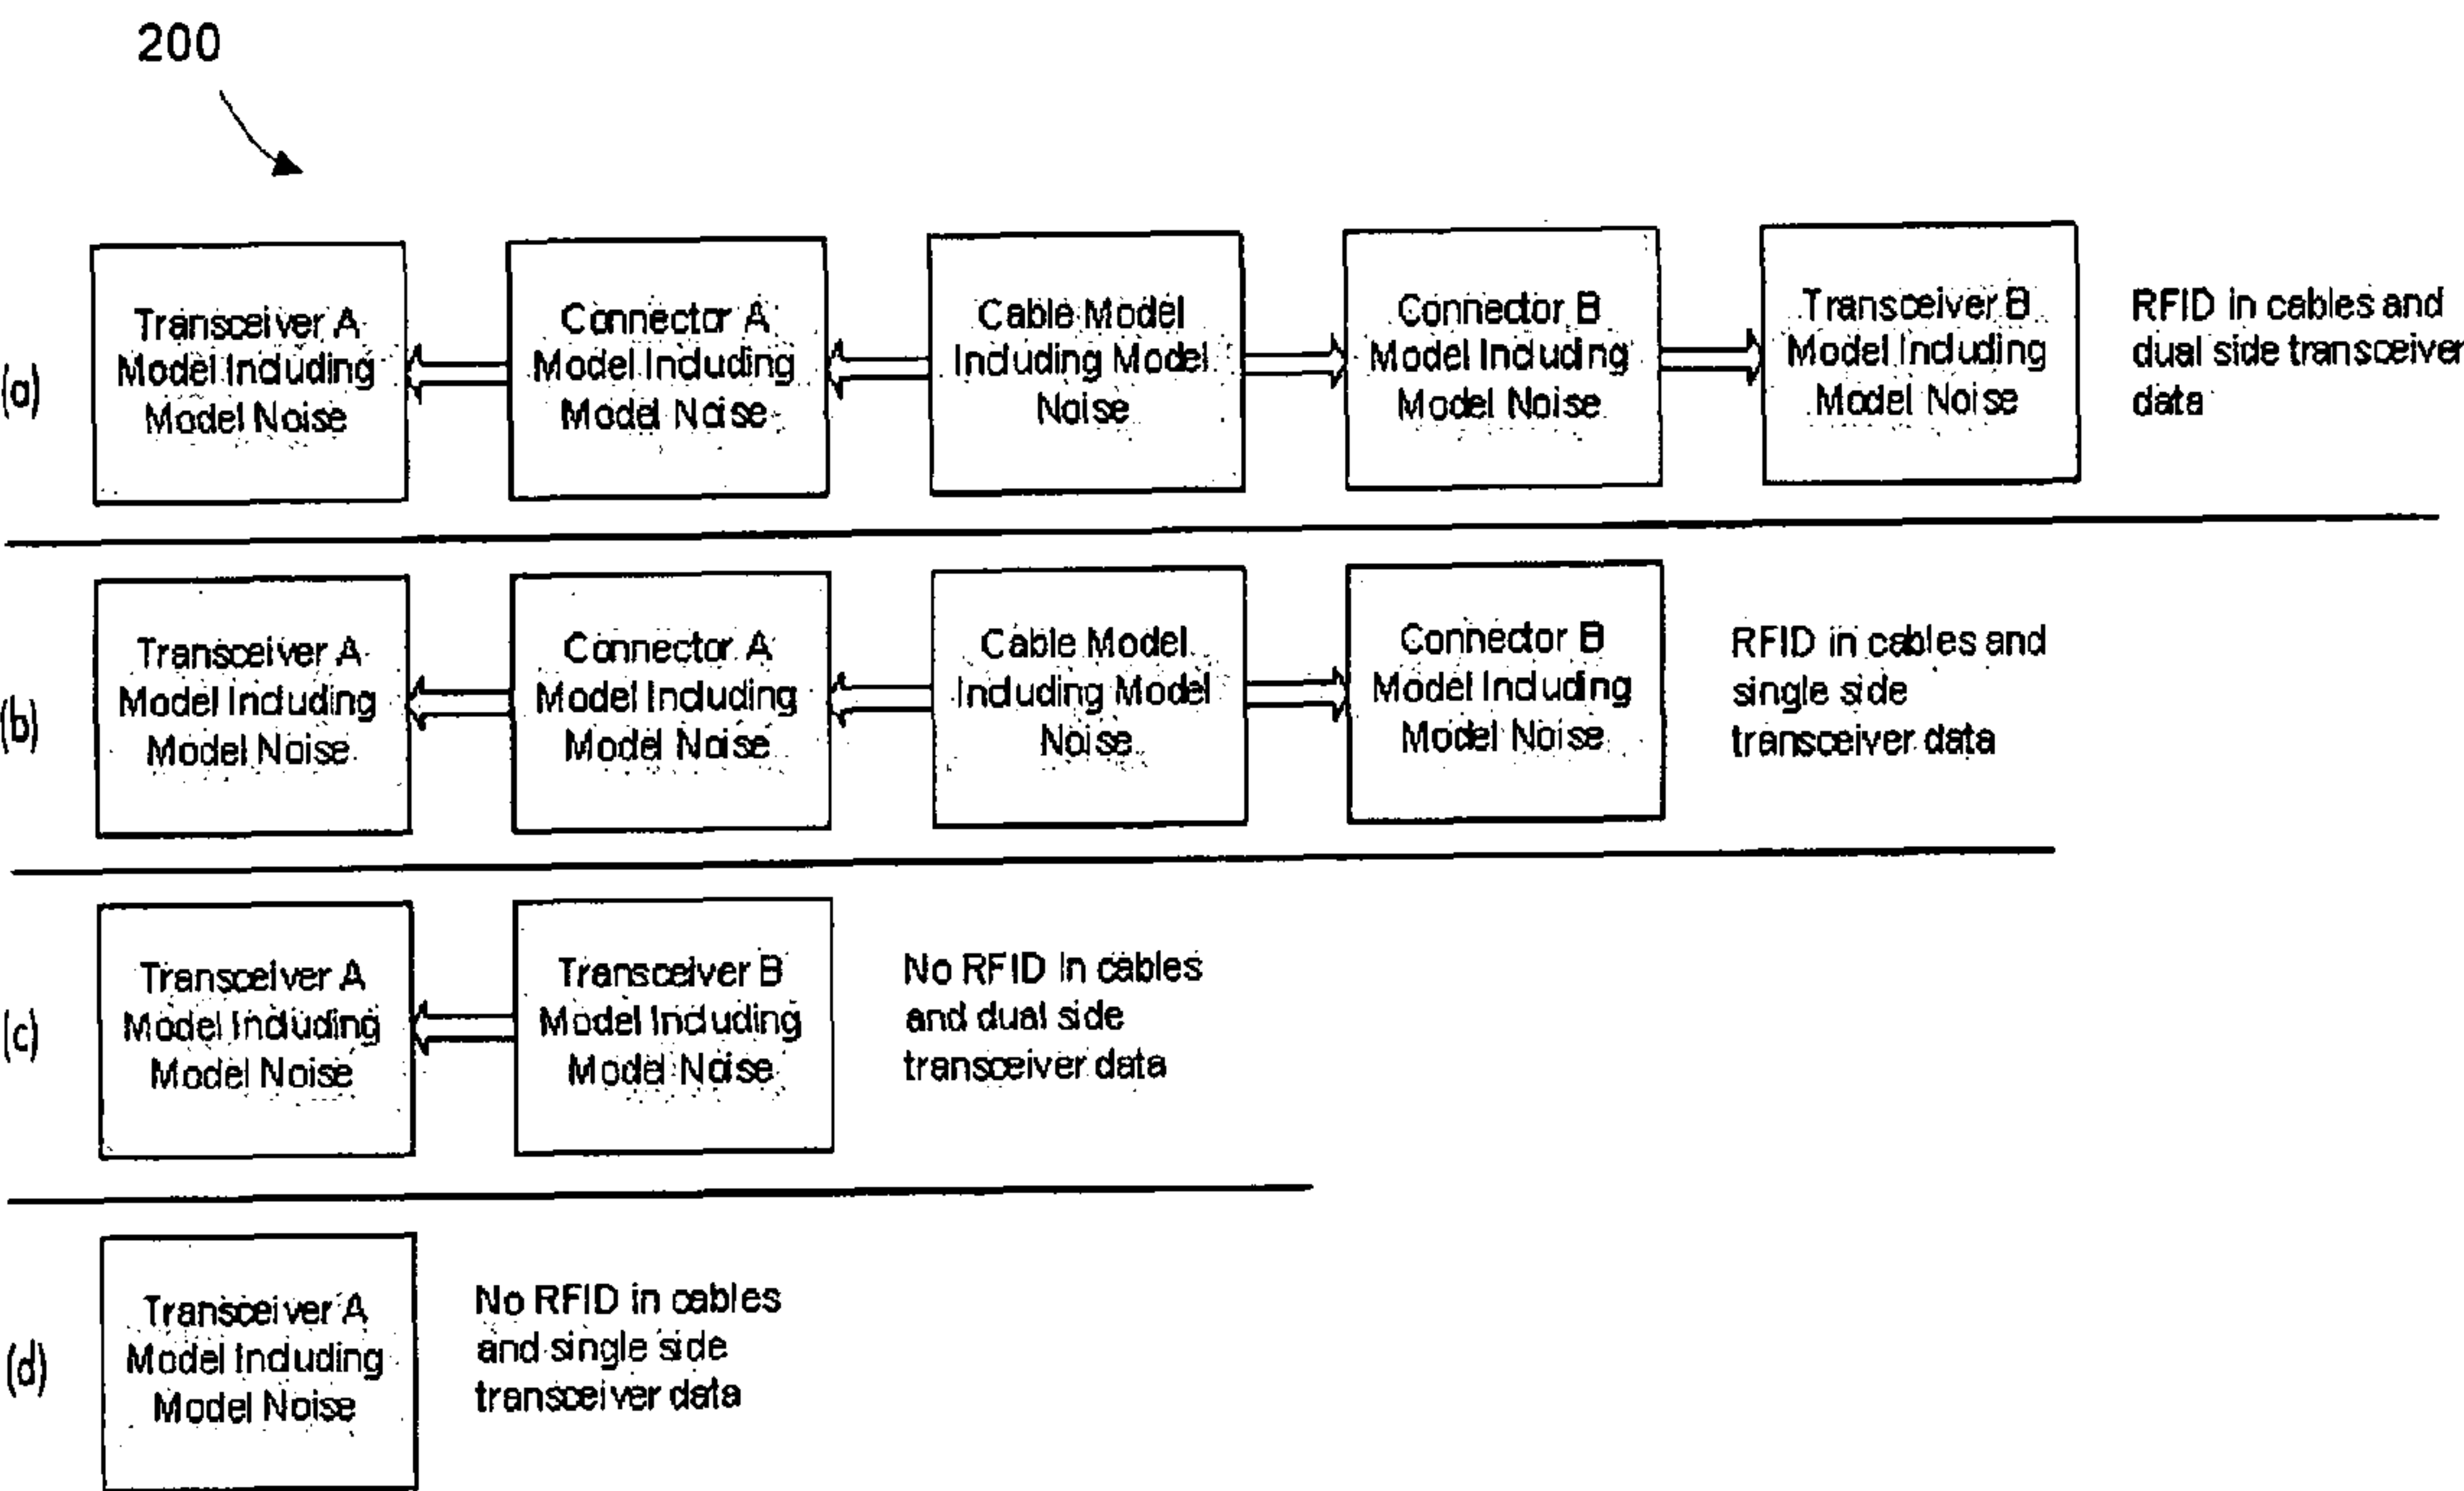 200
(a)
Transceiver A
Model Including
Model Noise
Connector A
Model Including
Model Noise
Cable Model
Including Model
Noise
Connector B
Model Including
Model Noise
Transceiver B
Model Including
Model Noise
RFID in cables and
dual side transceiver
data
(b)
Transceiver A
Model Including
Model Noise
Connector A
Model Including
Model Noise
Cable Model
Including Model
Noise
Connector B
Model Including
Model Noise
RFID in cables and
single side
transceiver data
(c)
Transceiver A
Model Including
Model Noise
Transceiver B
Model Including
Model Noise
No RFID in cables
and dual side
transceiver data
(d)
Transceiver A
Model Including
Model Noise
No RFID in cables
and single side
transceiver data